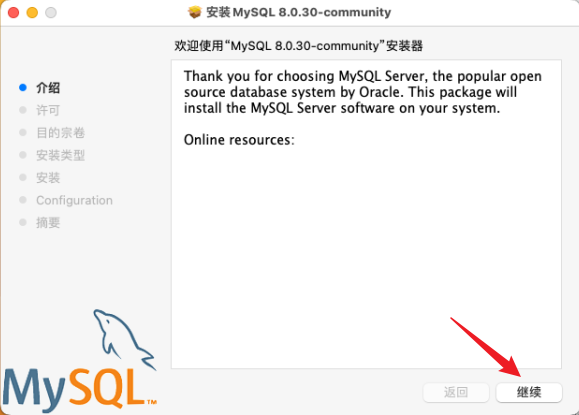 安装 MySQL 8.0.30-community
欢迎使用“MySQL 8.0.30-community”安装器
介绍
许可
目的宗卷
安装类型
安装
Configuration
摘要
Thank you for choosing MySQL Server, the popular open
source database system by Oracle. This package will
install the MySQL Server software on your system.
Online resources:
MySQL™
返回
继续